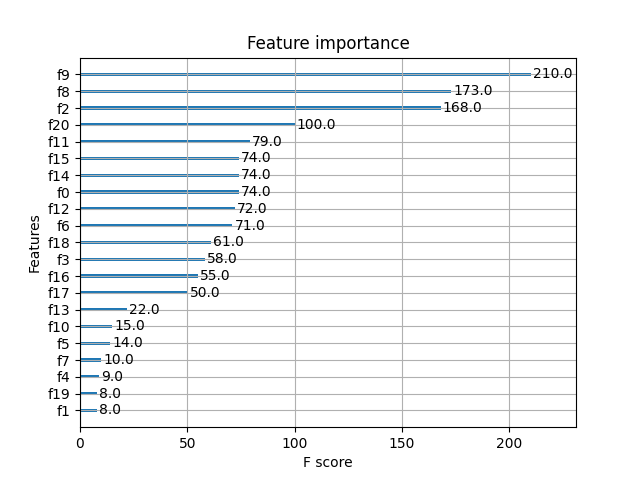 Feature importance
Features
f9 210.0
f8 173.0
f2 168.0
f20 100.0
f11 79.0
f15 74.0
f14 74.0
f0 74.0
f12 72.0
f6 71.0
f18 61.0
f3 58.0
f16 55.0
f17 50.0
f13 22.0
f10 15.0
f5 14.0
f7 10.0
f4 9.0
f19 8.0
f1 8.0
0 50 100 150 200
F score